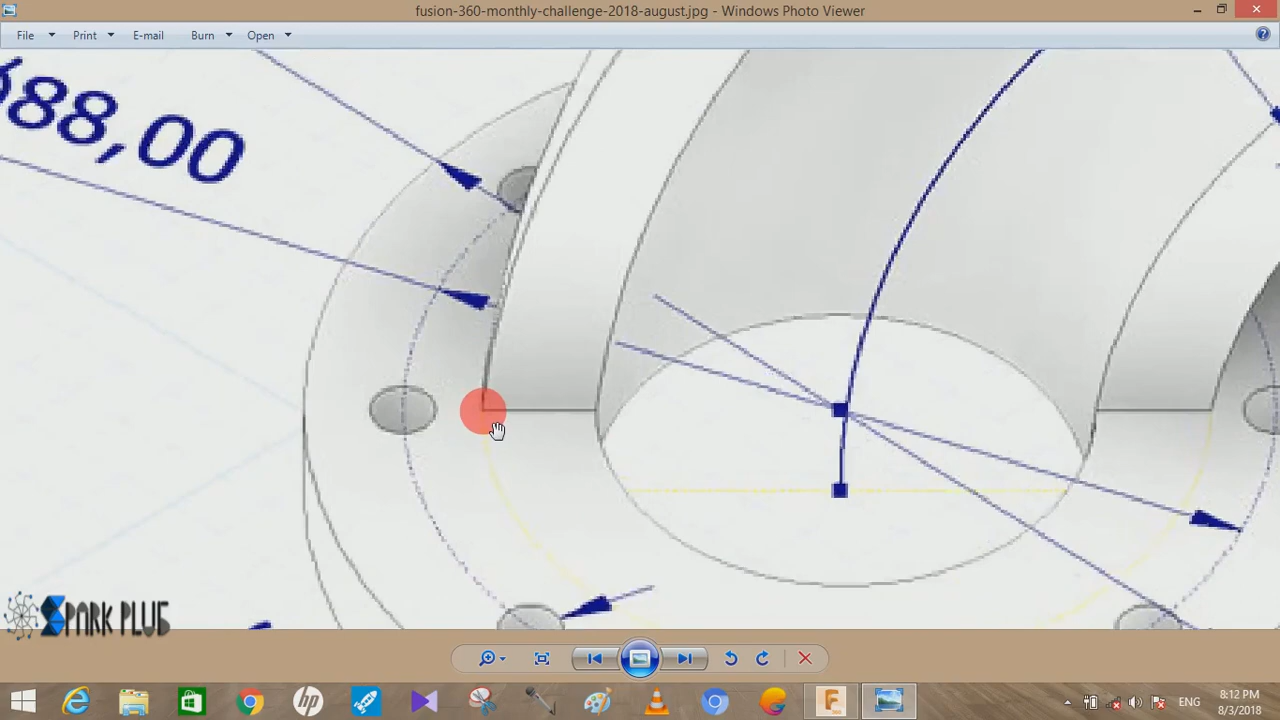 fusion-360-monthly-challenge-2018-august.jpg - Windows Photo Viewer
File Print E-mail Burn Open
88,00
SPARK PLUG
ENG
8:12 PM
8/3/2018